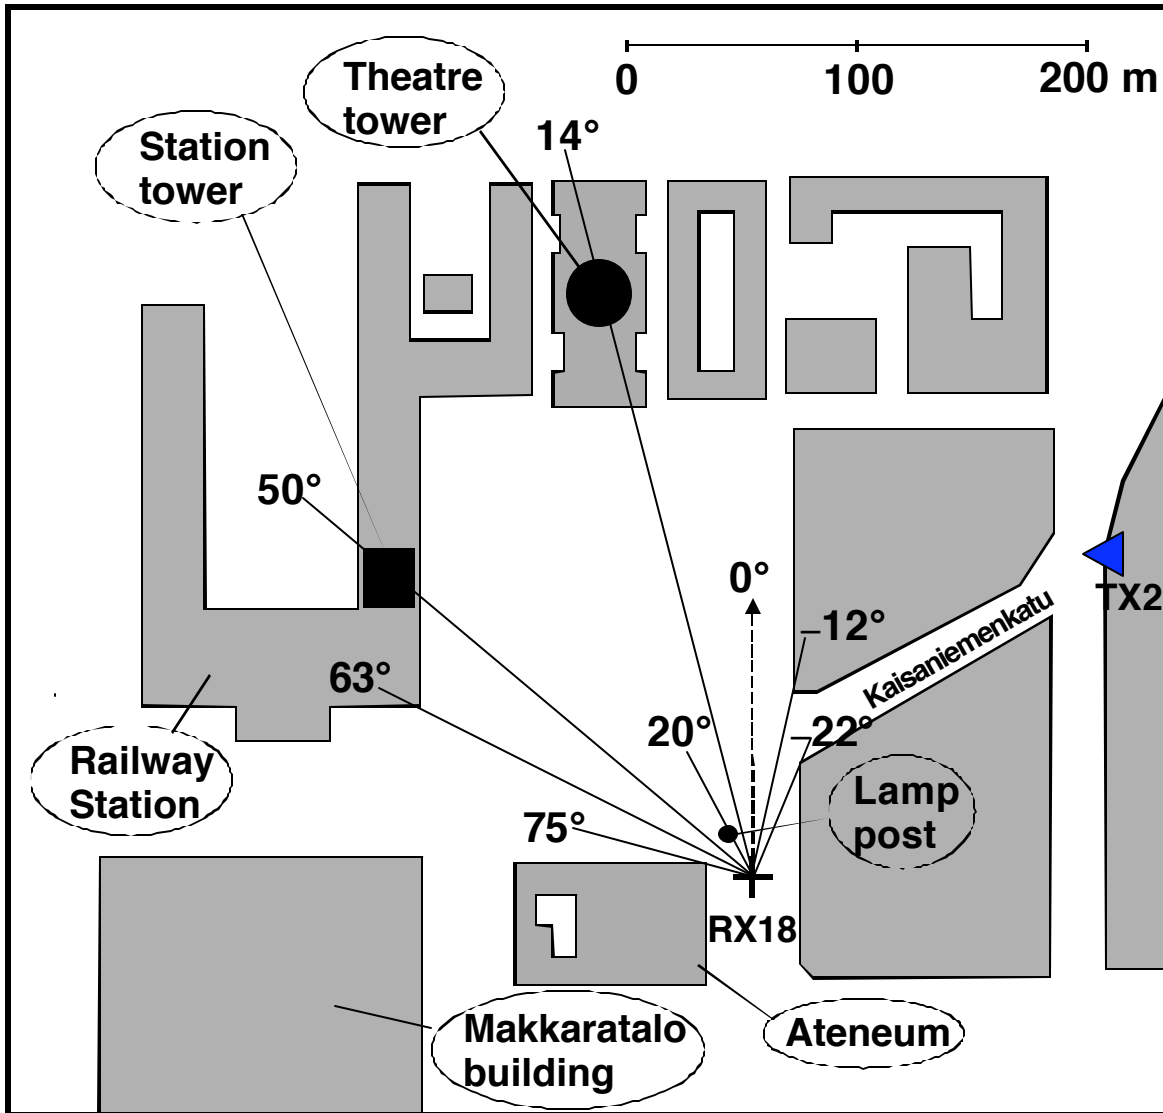 Theatre
tower
0
100
200 m
Station
tower
14°
50°
0°
TX2
–12°
Kaisaniemenkatu
63°
20°
–22°
Railway
Station
Lamp
post
75°
RX18
Makkaratalo
building
Ateneum